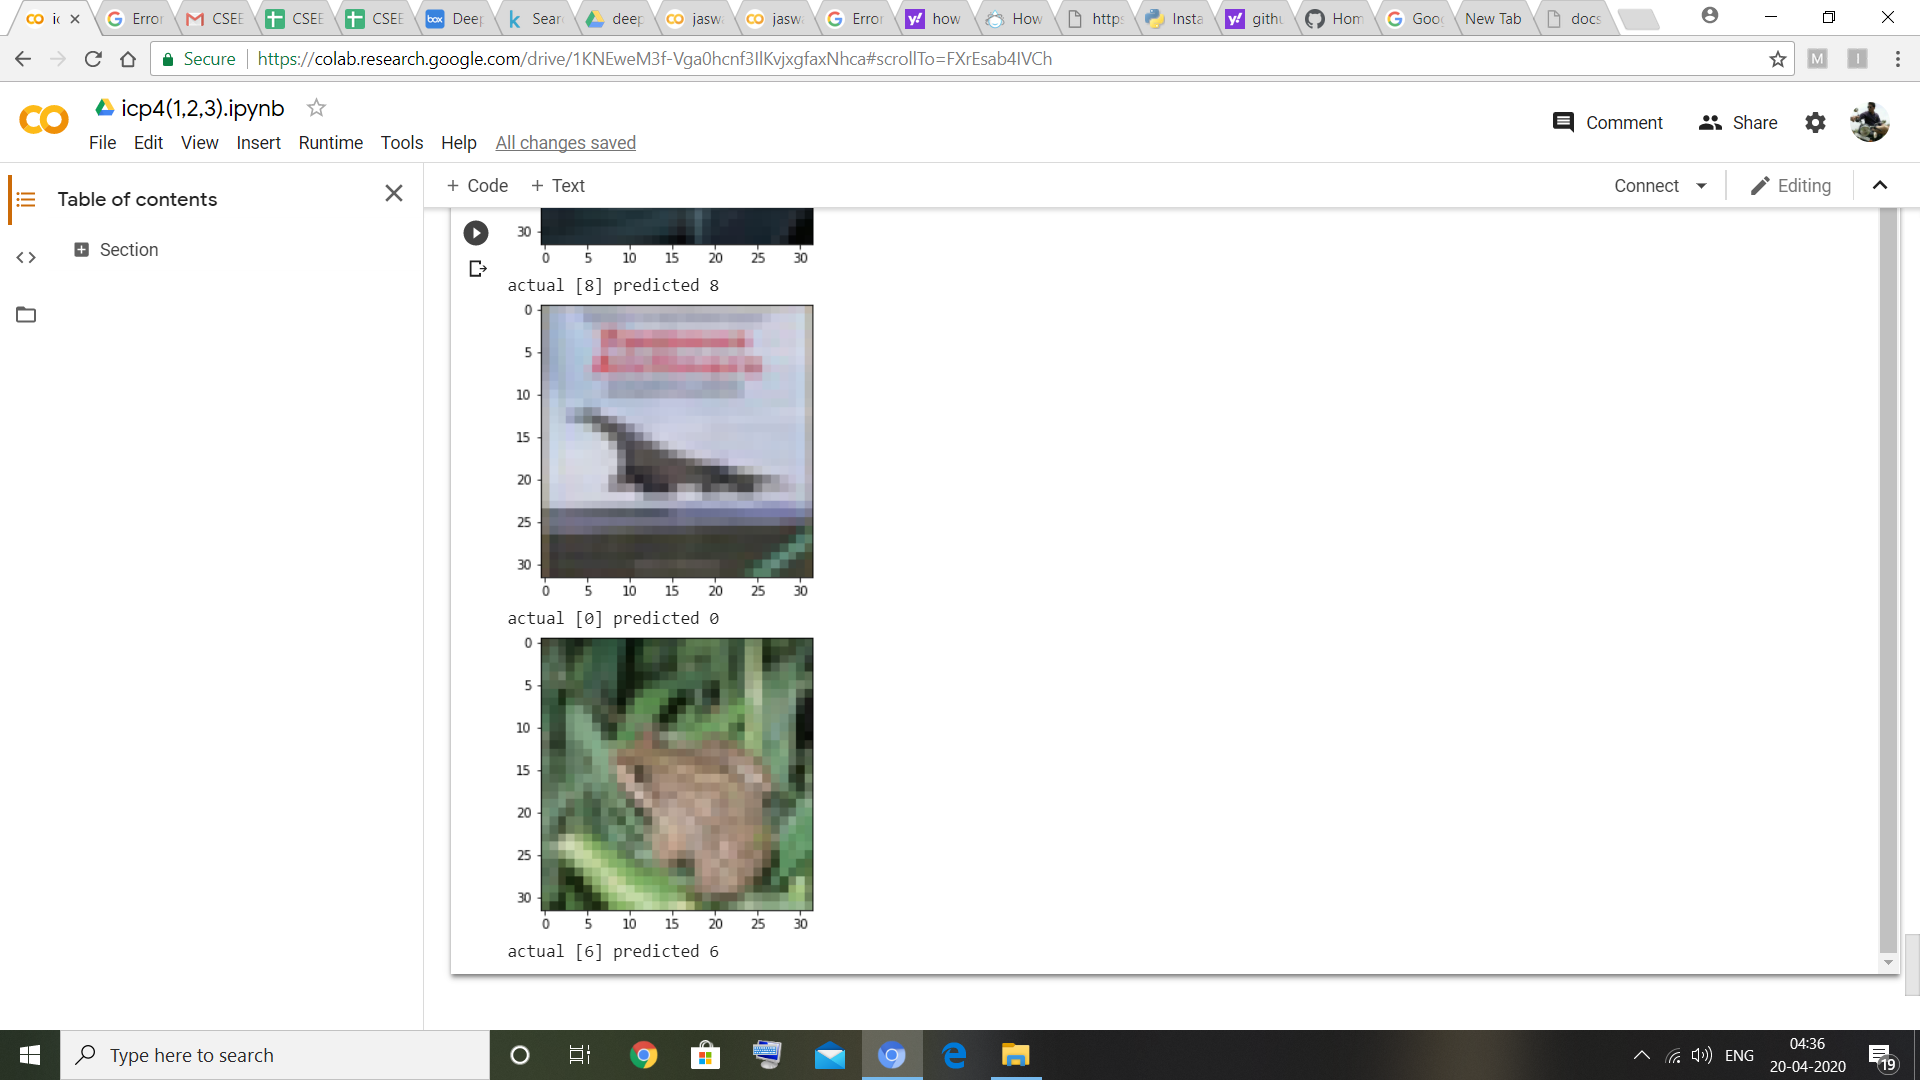 ic
Error
CSEE
CSEE
CSEE
box
Deep
Sear
deep
jaswa
jaswa
Error
how
How
https
Insta
githu
Hom
Goog
New Tab
docs
Secure
https://colab.research.google.com/drive/1KNEweM3f-Vga0hcnf3IlKvjxgfaxNhca#scrollTo=FXrEsab4IVCh
M
I
icp4(1,2,3).ipynb
File Edit View Insert Runtime Tools Help All changes saved
Comment
Share
Table of contents
Section
+ Code + Text
Connect
Editing
30
0 5 10 15 20 25 30
actual [8] predicted 8
0
5
10
15
20
25
30
0 5 10 15 20 25 30
actual [0] predicted 0
0
5
10
15
20
25
30
0 5 10 15 20 25 30
actual [6] predicted 6
Type here to search
ENG
04:36
20-04-2020
19